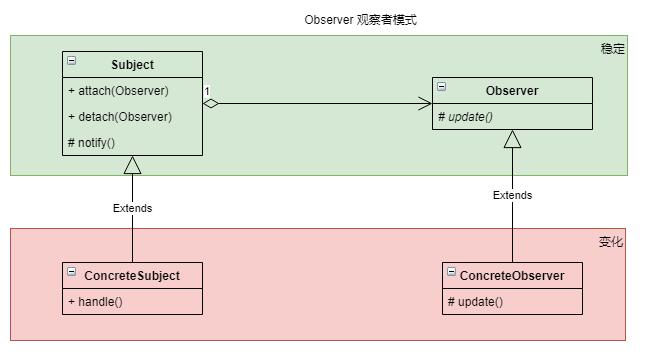 Observer 观察者模式
稳定
Subject
+ attach(Observer)
+ detach(Observer)
# notify()
1
Observer
# update()
Extends
Extends
变化
ConcreteSubject
+ handle()
ConcreteObserver
# update()